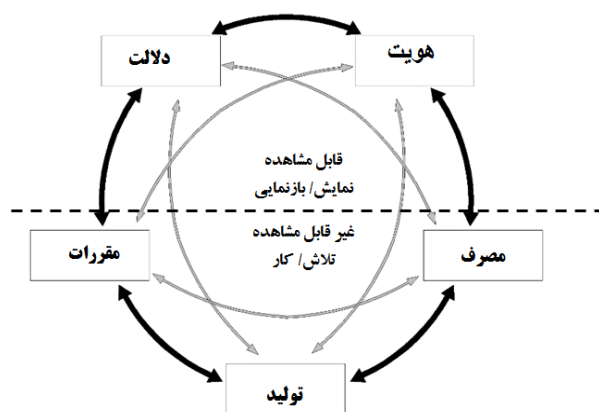 هویت
دلالت
قابل مشاهده
نمایش/ بازنمایی
غیر قابل مشاهده
تلاش/ کار
مصرف
مقررات
تولید